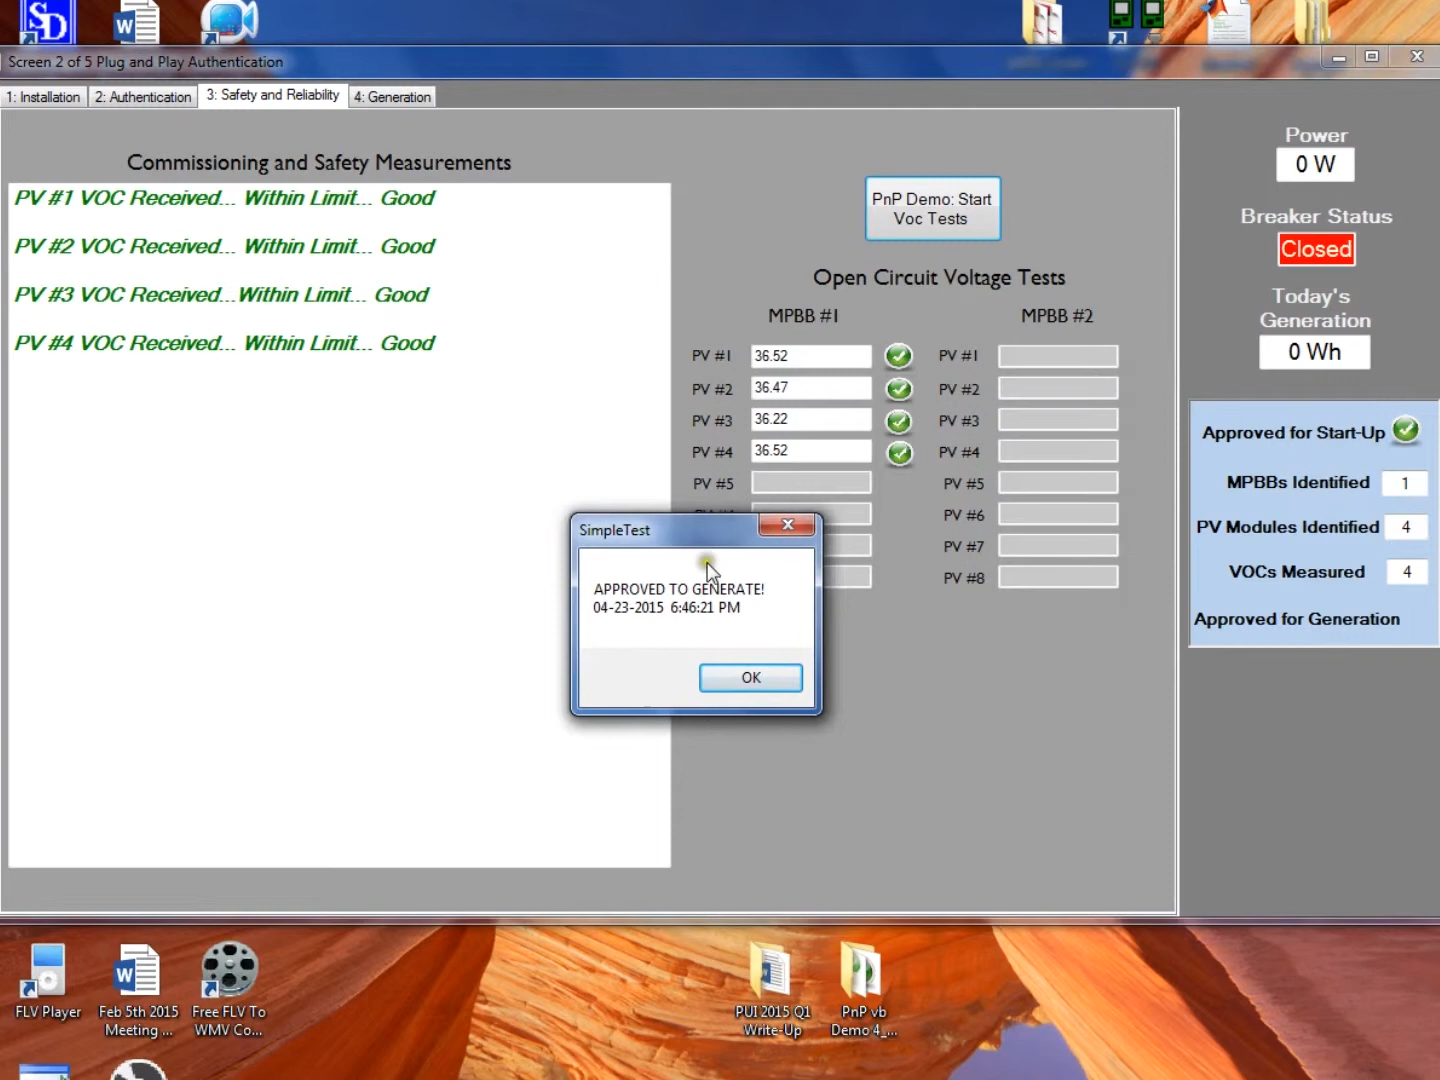 Screen 2 of 5 Plug and Play Authentication
1: Installation
2: Authentication
3: Safety and Reliability
4: Generation
Commissioning and Safety Measurements
PV #1 VOC Received... Within Limit... Good
PV #2 VOC Received... Within Limit... Good
PV #3 VOC Received...Within Limit... Good
PV #4 VOC Received... Within Limit... Good
PnP Demo: Start
Voc Tests
Open Circuit Voltage Tests
MPBB #1
PV #1 36.52
PV #2 36.47
PV #3 36.22
PV #4 36.52
PV #5
MPBB #2
PV #1
PV #2
PV #3
PV #4
PV #5
PV #6
PV #7
PV #8
SimpleTest
APPROVED TO GENERATE!
04-23-2015 6:46:21 PM
OK
Power
0 W
Breaker Status
Closed
Today's
Generation
0 Wh
Approved for Start-Up
MPBBs Identified 1
PV Modules Identified 4
VOCs Measured 4
Approved for Generation
FLV Player
Feb 5th 2015
Meeting ...
Free FLV To
WMV Co...
PUI 2015 Q1
Write-Up
PnP vb
Demo 4_...